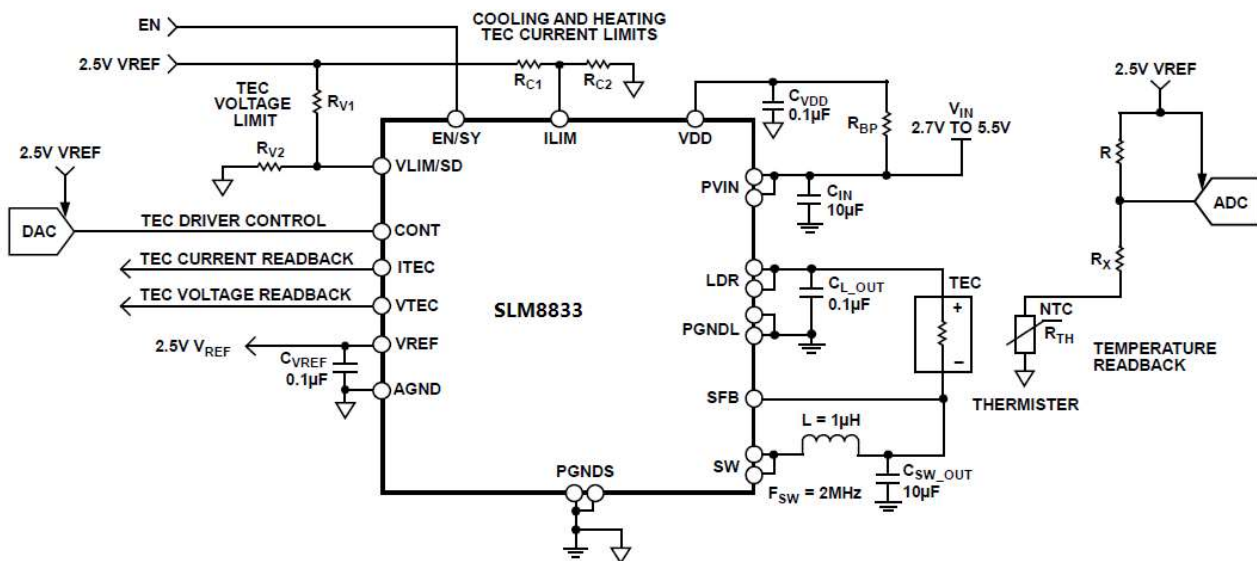 COOLING AND HEATING
TEC CURRENT LIMITS
EN
2.5V VREF
RC1
RC2
TEC
VOLTAGE
LIMIT
RV1
RV2
EN/SY
ILIM
VDD
CVDD
0.1µF
RBP
VIN
2.7V TO 5.5V
2.5V VREF
R
ADC
RX
NTC
RTH
TEMPERATURE
READBACK
THERMISTER
2.5V VREF
DAC
VLIM/SD
TEC DRIVER CONTROL
CONT
TEC CURRENT READBACK
ITEC
TEC VOLTAGE READBACK
VTEC
2.5V VREF
VREF
CVREF
0.1µF
AGND
SLM8833
PVIN
CIN
10µF
LDR
CL_OUT
0.1µF
TEC
+
−
PGNDL
SFB
L = 1µH
SW
FSW = 2MHz
CSW_OUT
10µF
PGNDS